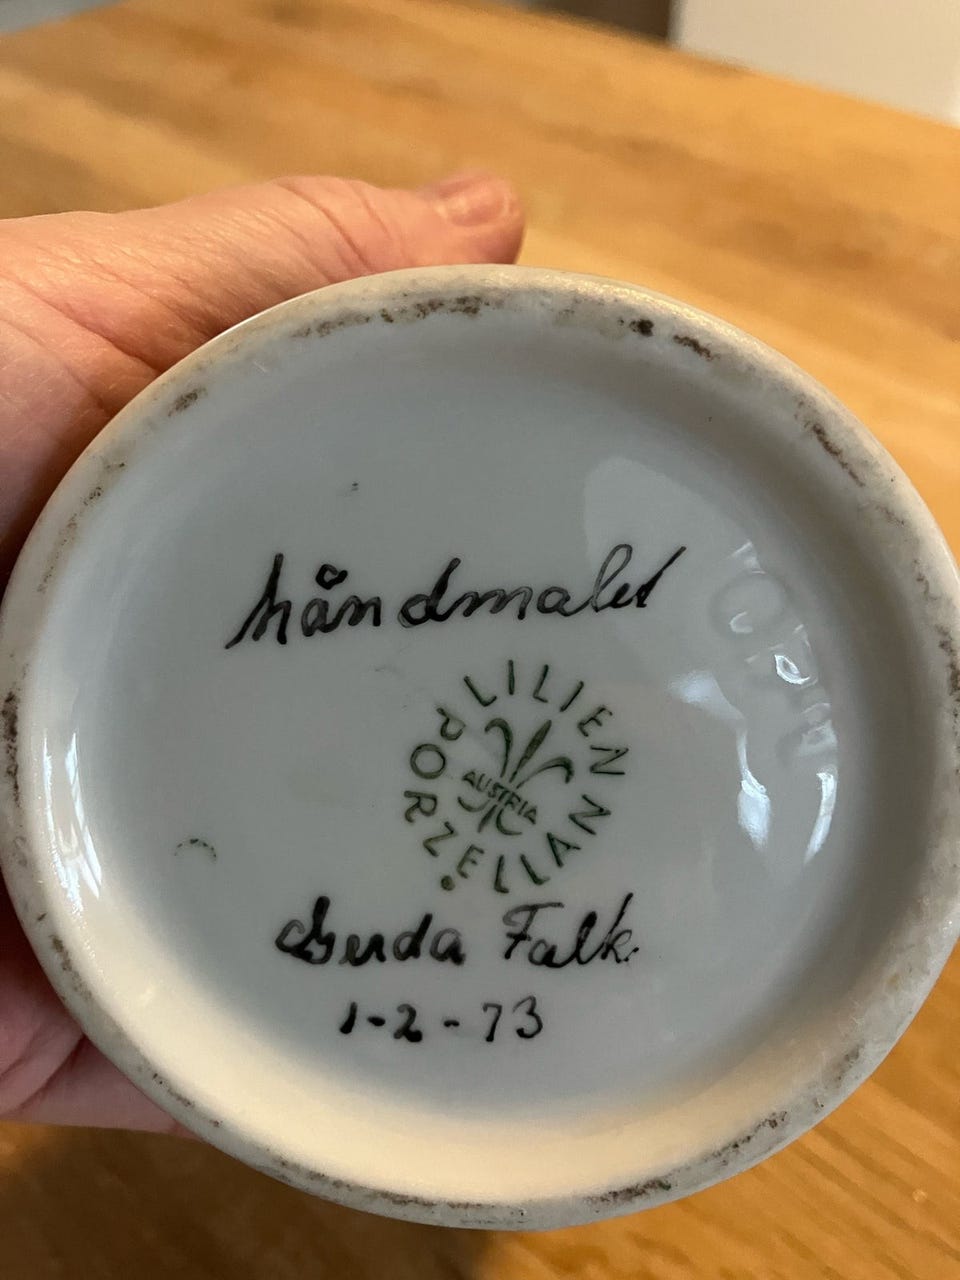 håndmalet
LILIEN PORZELLAN
AUSTRIA
Gerda Falk
1-2-73